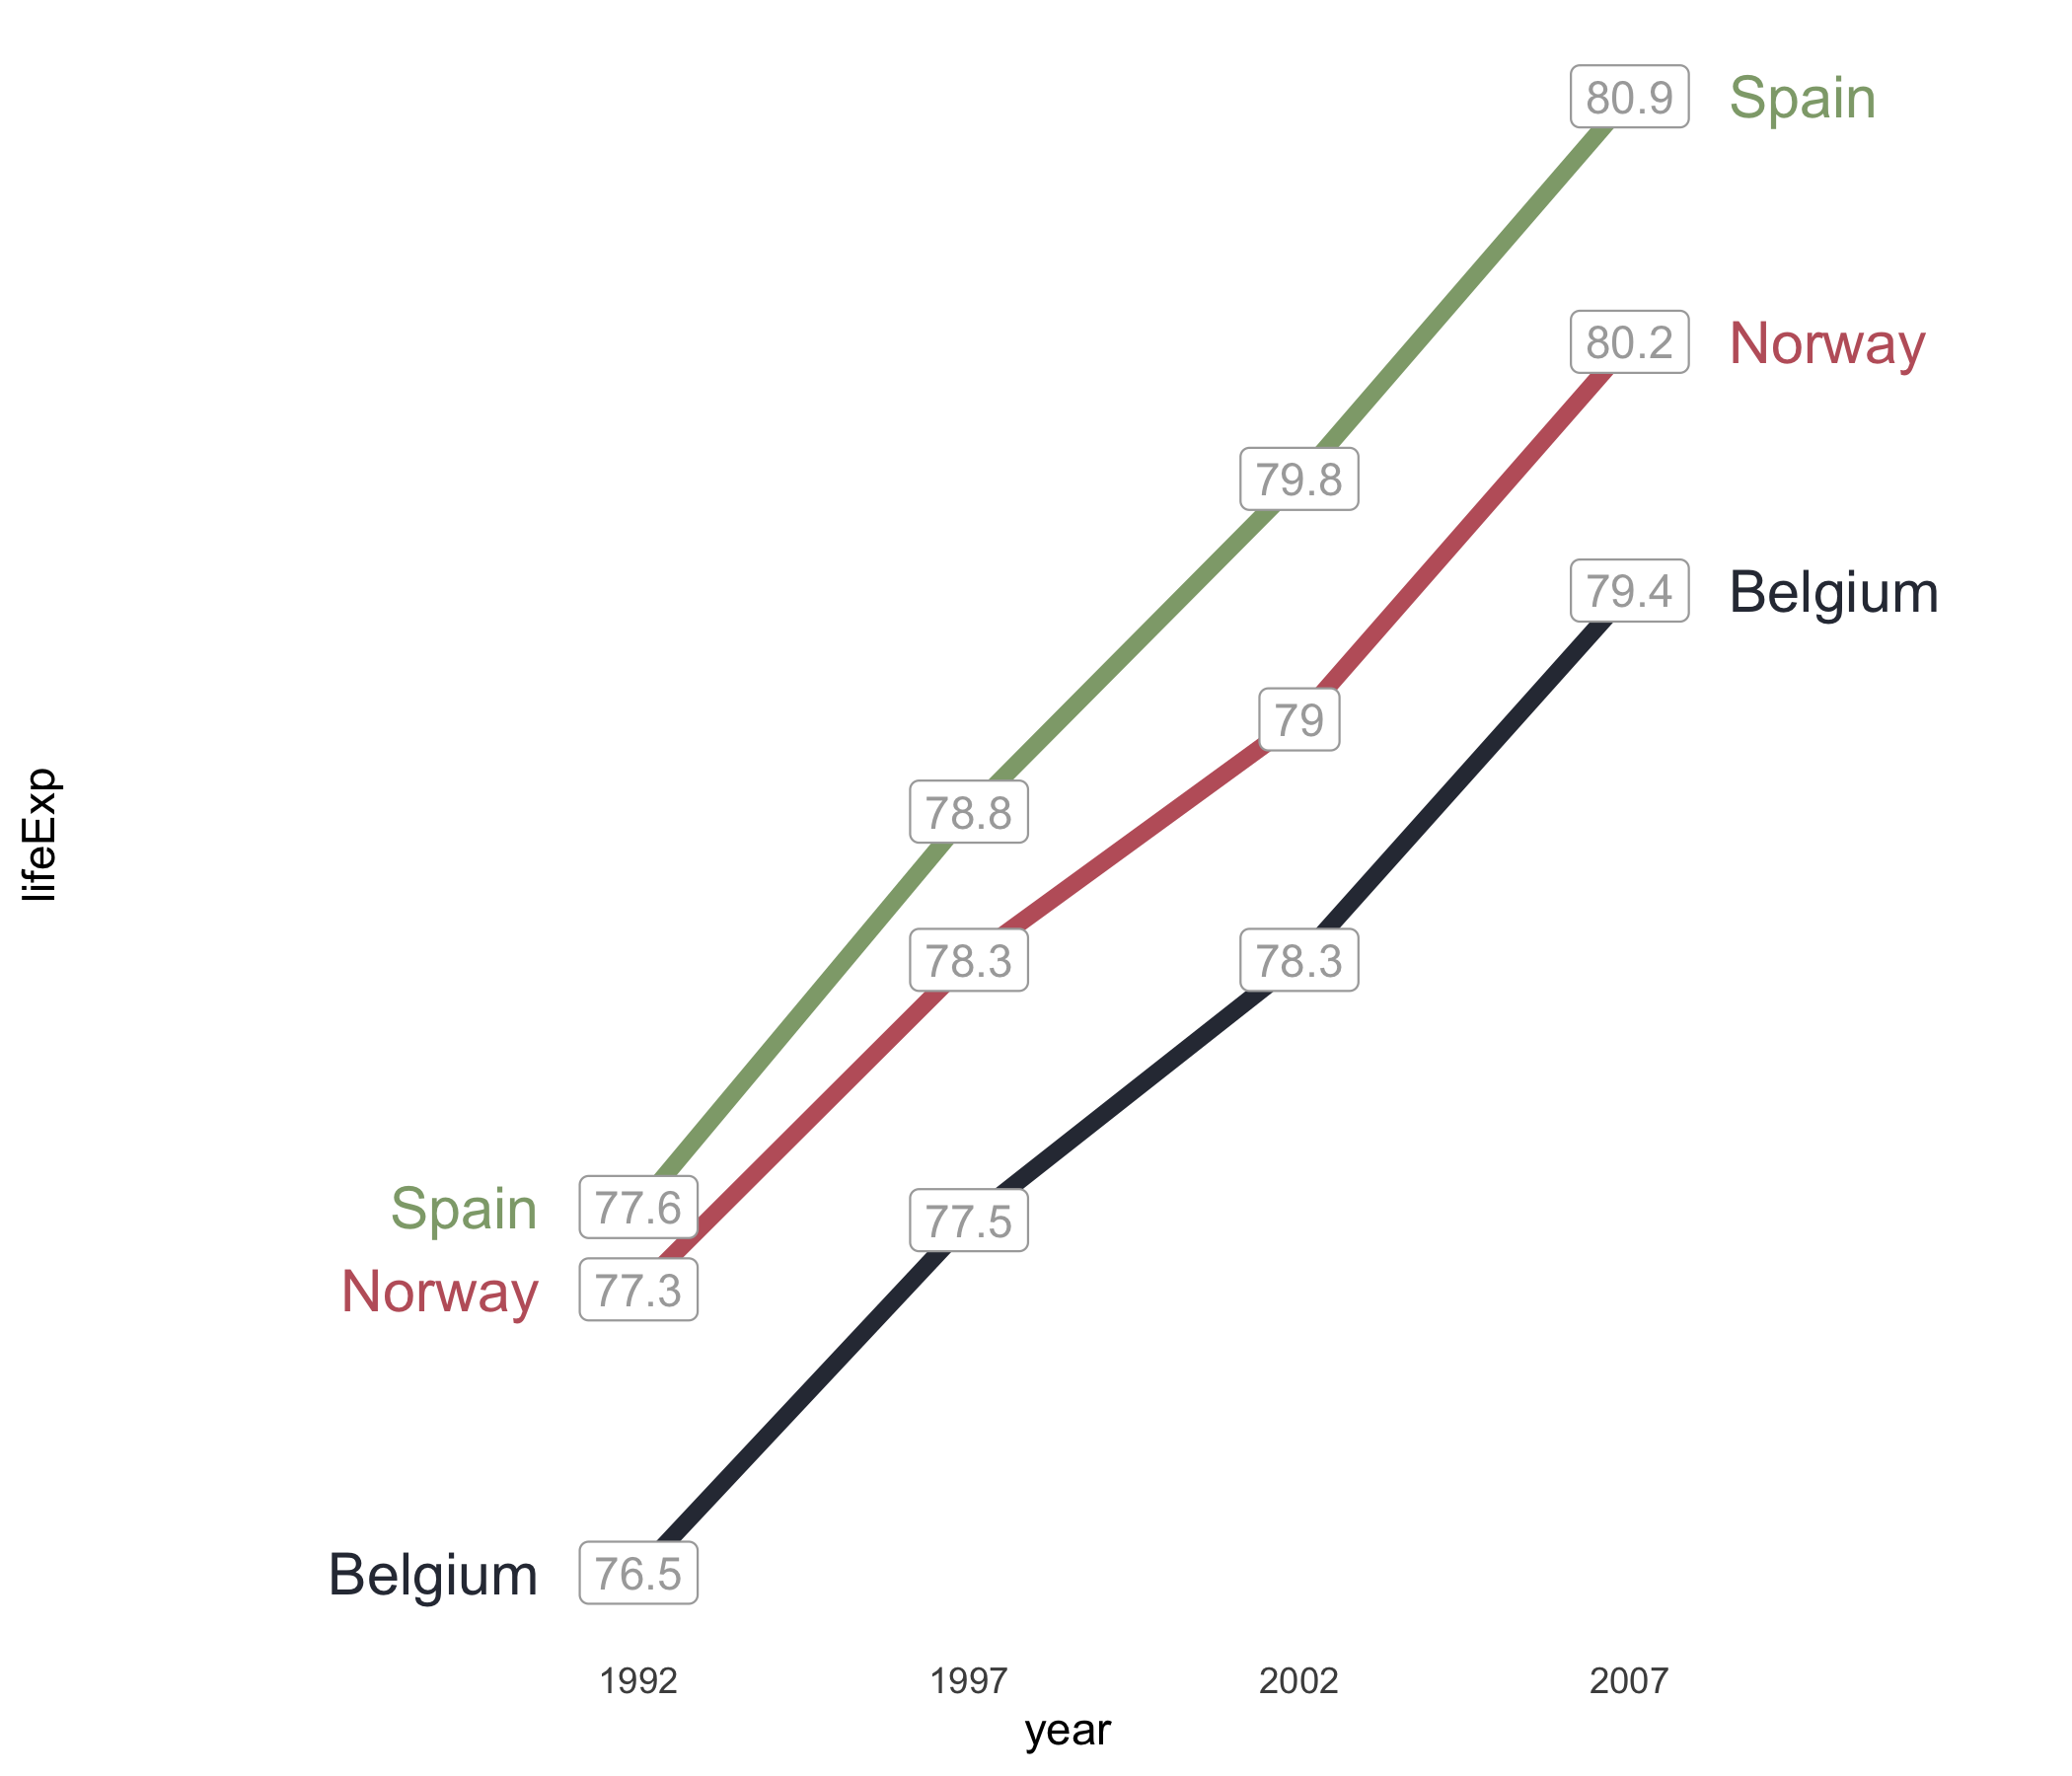 80.9 Spain
80.2 Norway
79.8
79.4 Belgium
79
78.8
78.3 78.3
Spain 77.6
77.5
Norway 77.3
Belgium 76.5
lifeExp
1992 1997 2002 2007
year